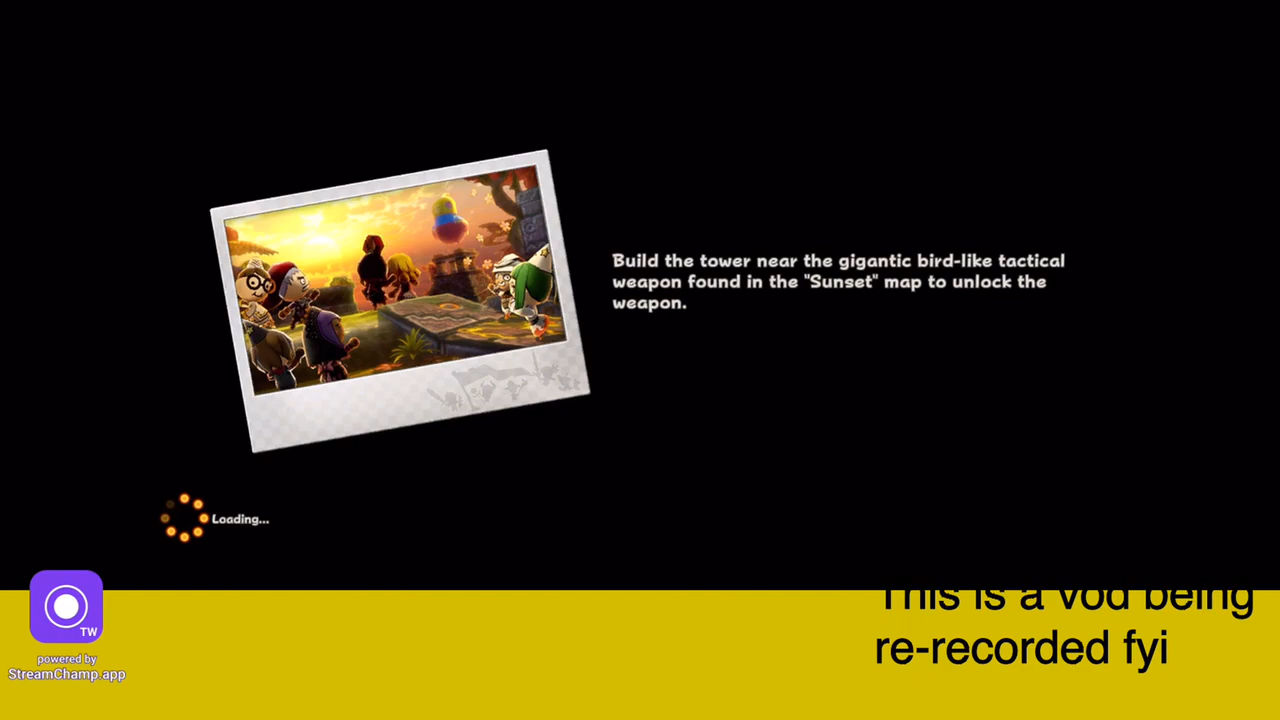 Build the tower near the gigantic bird-like tactical
weapon found in the "Sunset" map to unlock the
weapon.
Loading...
TW
powered by
StreamChamp.app
This is a vod being
re-recorded fyi